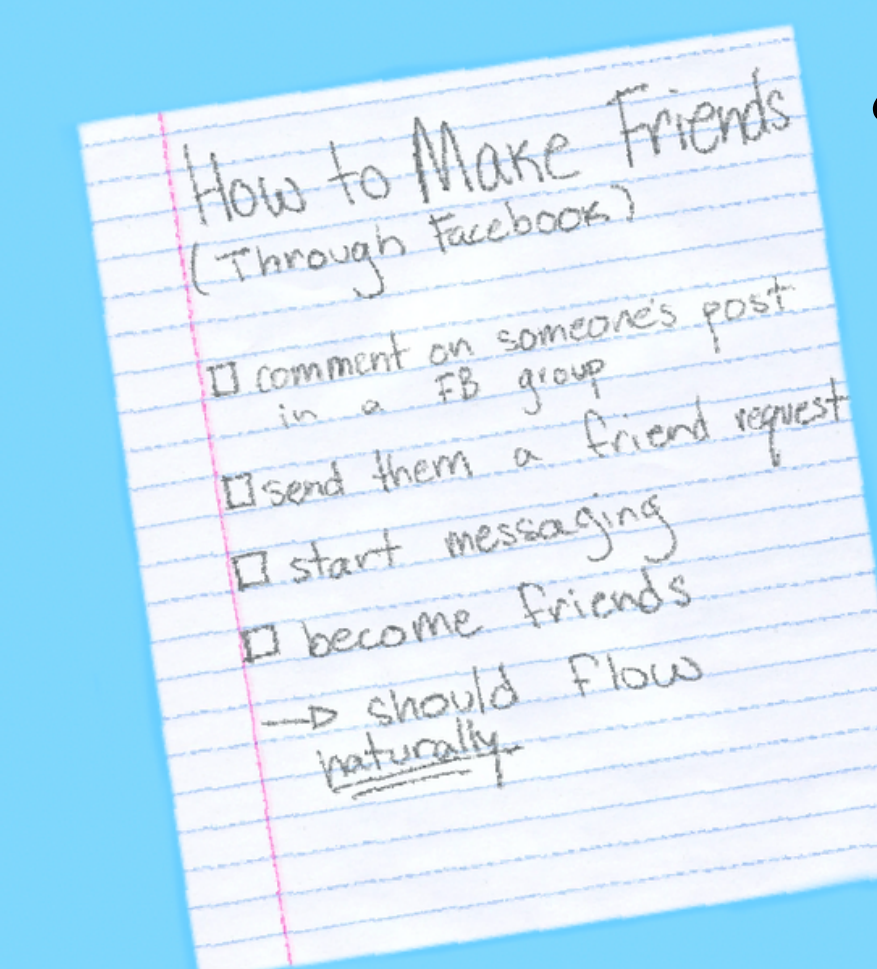 How to Make Friends
(Through Facebook)
comment on someone's post
in a FB group
send them a friend request
start messaging
become friends
→ should flow
naturally